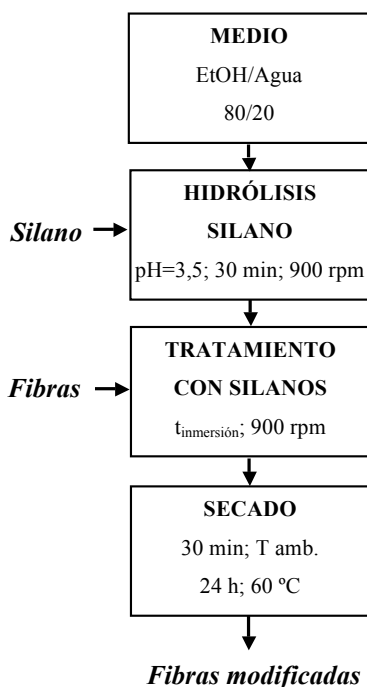 MEDIO
EtOH/Agua
80/20
HIDRÓLISIS
Silano
SILANO
pH=3,5; 30 min; 900 rpm
TRATAMIENTO
Fibras
CON SILANOS
tinmersión; 900 rpm
SECADO
30 min; T amb.
24 h; 60 ºC
Fibras modificadas